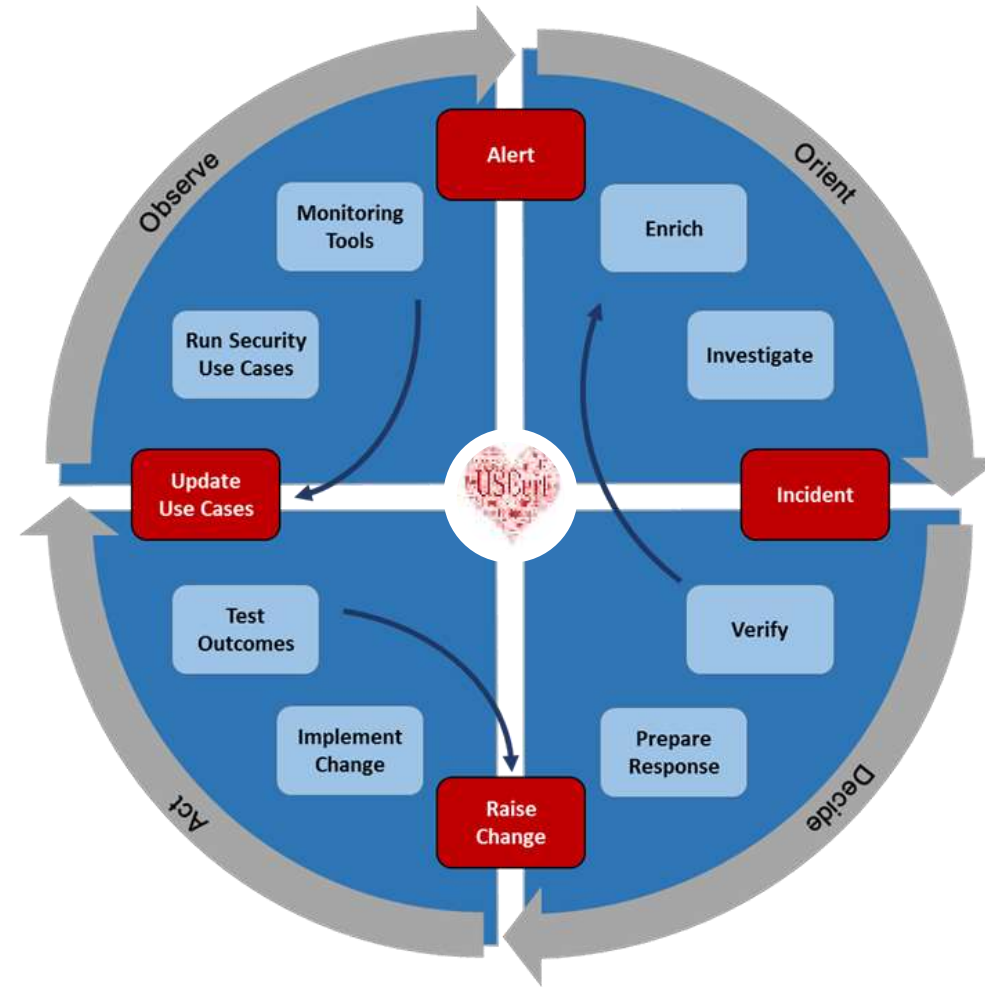 Observe
Orient
Alert
Monitoring
Tools
Enrich
Run Security
Use Cases
Investigate
Update
Use Cases
USCert
Incident
Test
Outcomes
Verify
Implement
Change
Prepare
Response
Act
Raise
Change
Decide